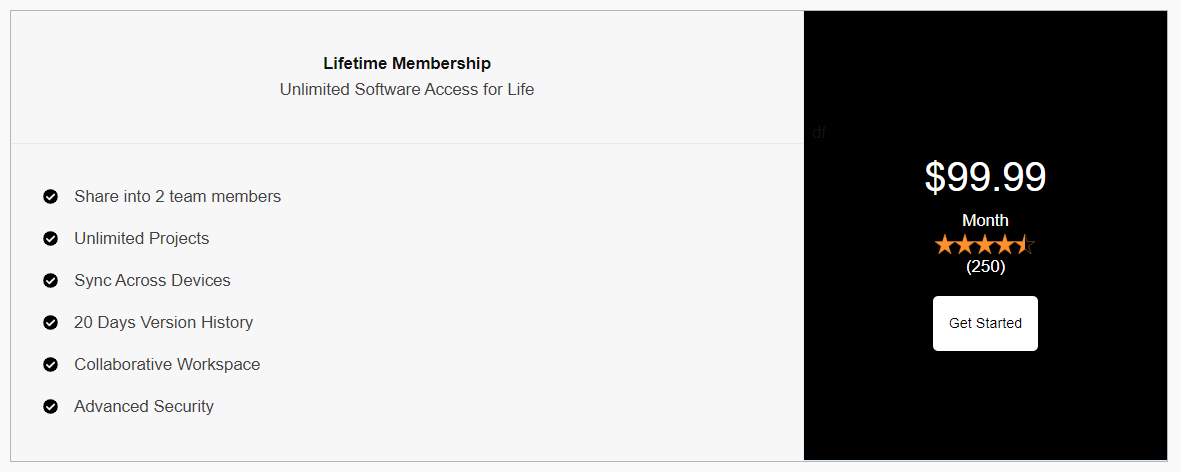 Lifetime Membership
Unlimited Software Access for Life
Share into 2 team members
Unlimited Projects
Sync Across Devices
20 Days Version History
Collaborative Workspace
Advanced Security
df
$99.99
Month
(250)
Get Started